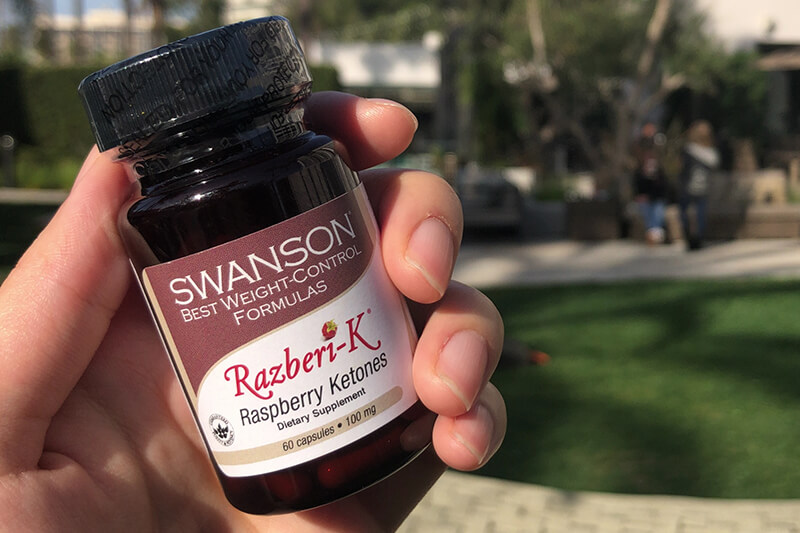 SWANSON®
BEST WEIGHT-CONTROL
FORMULAS
Razberi-K®
Raspberry Ketones
Dietary Supplement
60 capsules • 100 mg